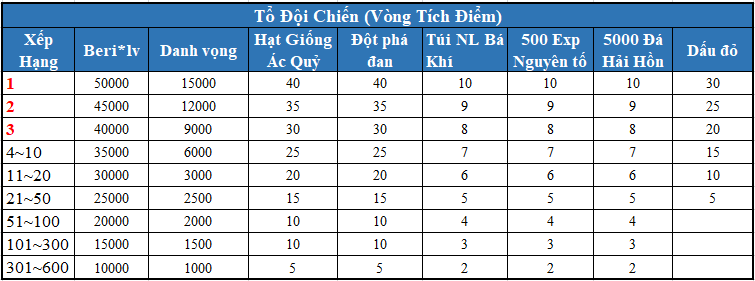 Tổ Đội Chiến (Vòng Tích Điểm)
Xếp Hạng Beri*lv Danh vọng Hạt Giống Ác Quỷ Đột phá đan Túi NL Bá Khí 500 Exp Nguyên tố 5000 Đá Hải Hồn Dấu đỏ
1 50000 15000 40 40 10 10 10 30
2 45000 12000 35 35 9 9 9 25
3 40000 9000 30 30 8 8 8 20
4~10 35000 6000 25 25 7 7 7 15
11~20 30000 3000 20 20 6 6 6 10
21~50 25000 2500 15 15 5 5 5 5
51~100 20000 2000 10 10 4 4 4
101~300 15000 1500 10 10 3 3 3
301~600 10000 1000 5 5 2 2 2